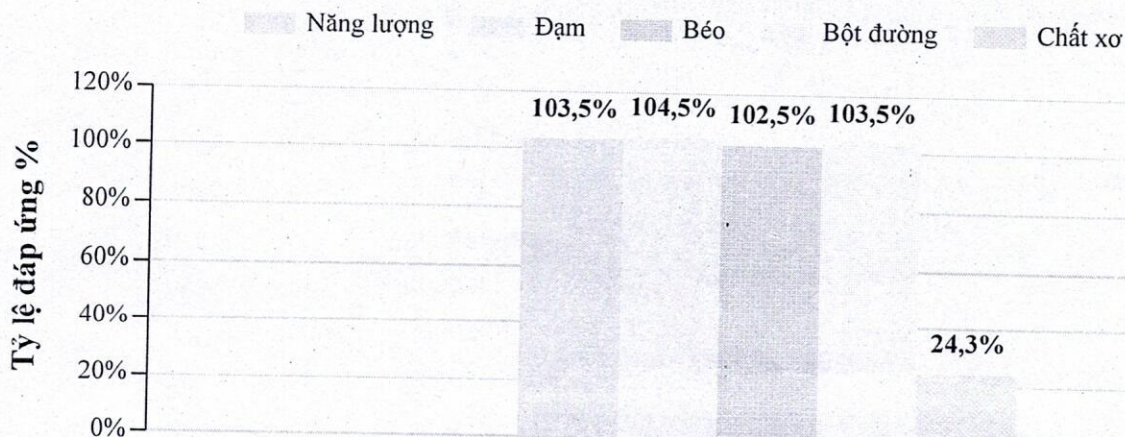 Năng lượng Đạm Béo Bột đường Chất xơ
120%
103,5% 104,5% 102,5% 103,5%
100%
80%
60%
40%
24,3%
20%
0%
Tỷ lệ đáp ứng %